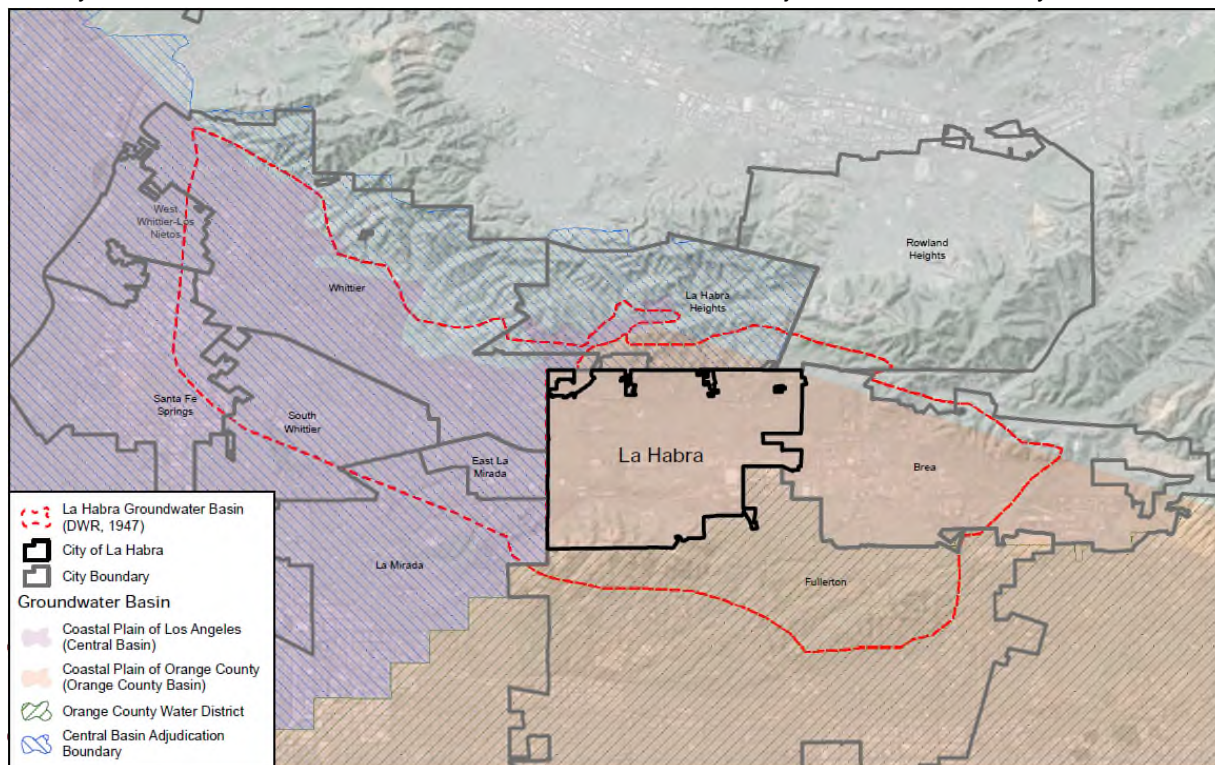 Rowland
Heights
West
Whittier-Los
Nietos
Whittier
La Habra
Heights
Santa Fe
Springs
South
Whittier
East La
Mirada
La Habra
Brea
La Mirada
Fullerton
La Habra Groundwater Basin
(DWR, 1947)
City of La Habra
City Boundary
Groundwater Basin
Coastal Plain of Los Angeles
(Central Basin)
Coastal Plain of Orange County
(Orange County Basin)
Orange County Water District
Central Basin Adjudication
Boundary